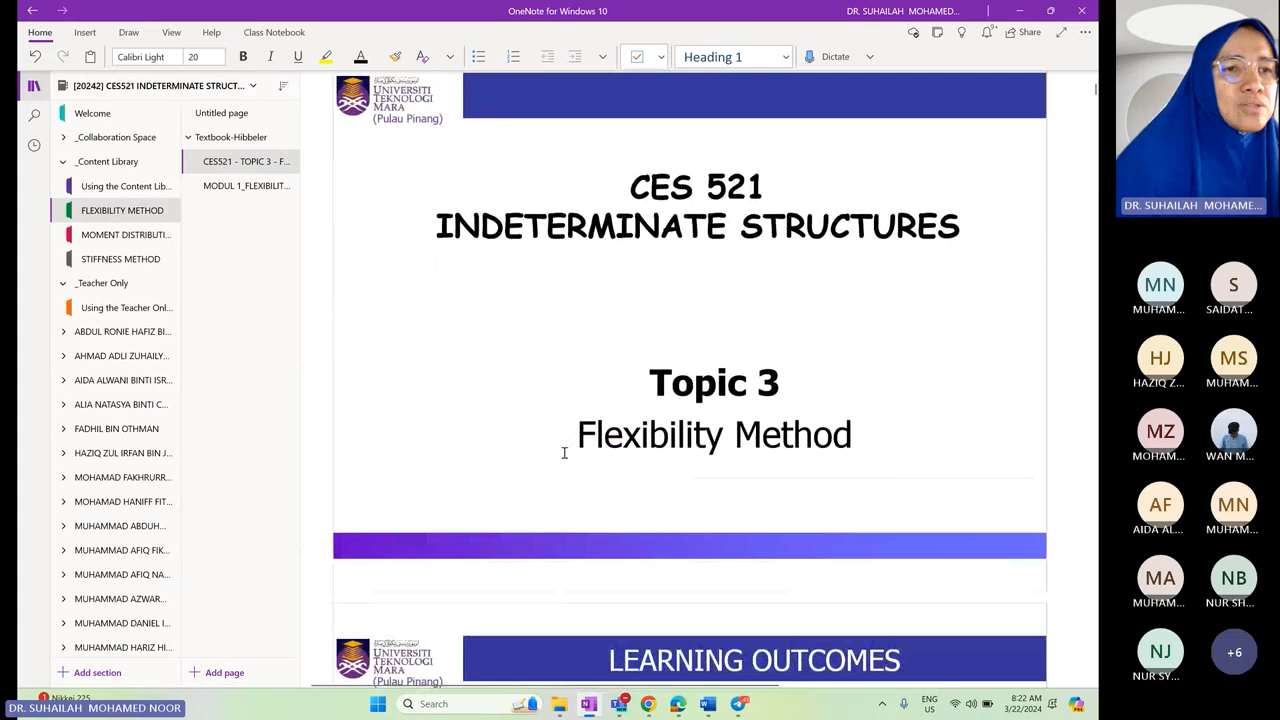 OneNote for Windows 10
DR. SUHAILAH MOHAMED...
Home Insert Draw View Help Class Notebook
Share
Calibri Light 20 B I U A Heading 1 Dictate
[20242] CES521 INDETERMINATE STRUCT...
Welcome
_Collaboration Space
_Content Library
Using the Content Lib...
FLEXIBILITY METHOD
MOMENT DISTRIBUTI...
STIFFNESS METHOD
_Teacher Only
Using the Teacher Onl...
ABDUL RONIE HAFIZ BI...
AHMAD ADLI ZUHAILY...
AIDA ALWANI BINTI ISR...
ALIA NATASYA BINTI C...
FADHIL BIN OTHMAN
HAZIQ ZUL IRFAN BIN J...
MOHAMAD FAKHRURR...
MOHAMAD HANIFF FIT...
MUHAMMAD ABDUH...
MUHAMMAD AFIQ FIK...
MUHAMMAD AFIQ NA...
MUHAMMAD AZWAR...
MUHAMMAD DANIEL I...
MUHAMMAD HARIZ HI...
Add section
Untitled page
Textbook-Hibbeler
CES521 - TOPIC 3 - F...
MODUL 1_FLEXIBILIT...
Add page
UNIVERSITI
TEKNOLOGI
MARA
(Pulau Pinang)
CES 521
INDETERMINATE STRUCTURES
Topic 3
Flexibility Method
UNIVERSITI
TEKNOLOGI
MARA
(Pulau Pinang)
LEARNING OUTCOMES
DR. SUHAILAH MOHAME...
MN
MUHAM...
S
SAIDAT...
HJ
HAZIQ Z...
MS
MUHAM...
MZ
MOHAM...
WAN M...
AF
AIDA AL...
MN
MUHAM...
MA
MUHAM...
NB
NUR SH...
NJ
NUR SY...
+6
Nikkei 225
DR. SUHAILAH MOHAMED NOOR
Search
ENG
US
8:22 AM
3/22/2024